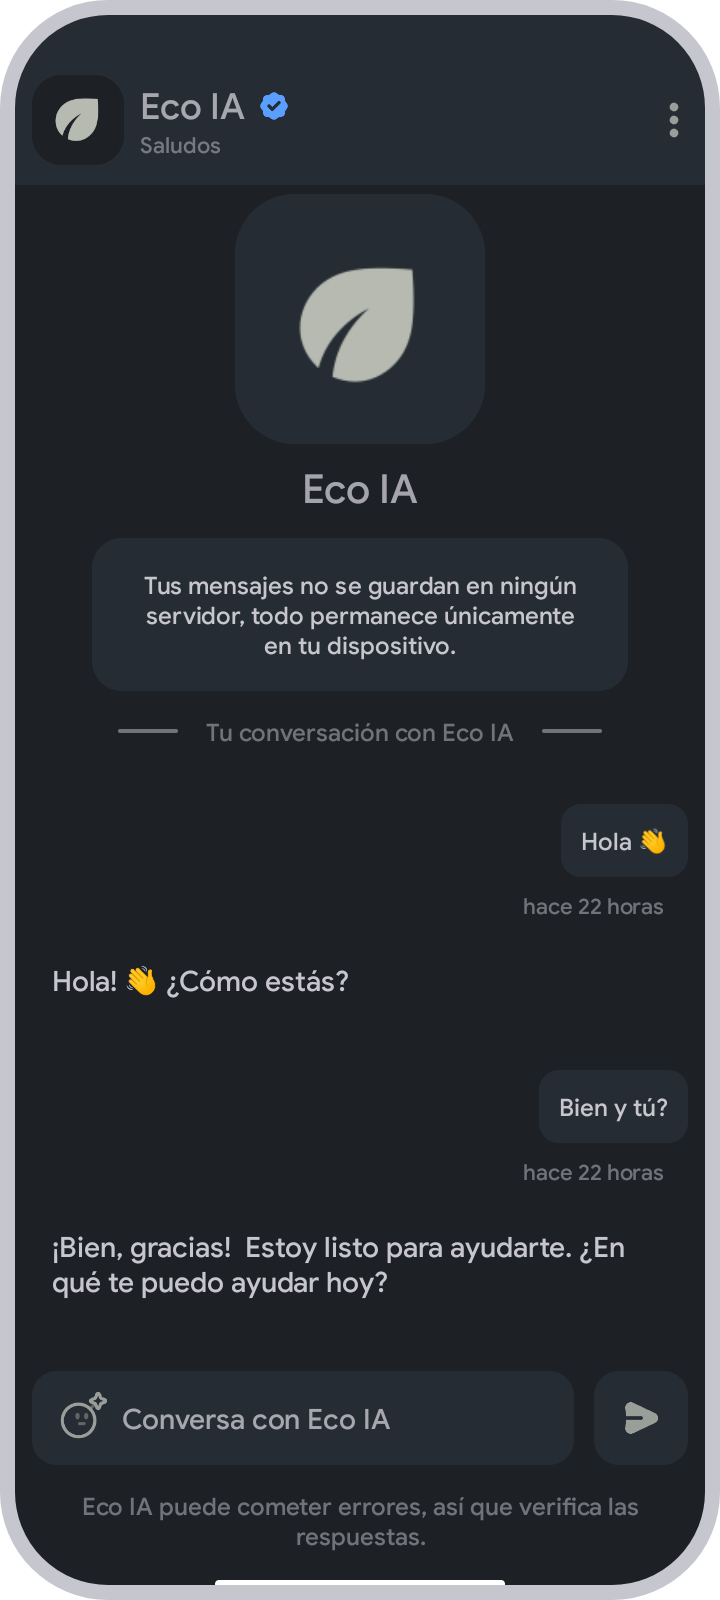 Eco IA
Saludos
Eco IA
Tus mensajes no se guardan en ningún
servidor, todo permanece únicamente
en tu dispositivo.
Tu conversación con Eco IA
Hola 👋
hace 22 horas
Hola! 👋 ¿Cómo estás?
Bien y tú?
hace 22 horas
¡Bien, gracias!  Estoy listo para ayudarte. ¿En
qué te puedo ayudar hoy?
Conversa con Eco IA
Eco IA puede cometer errores, así que verifica las
respuestas.